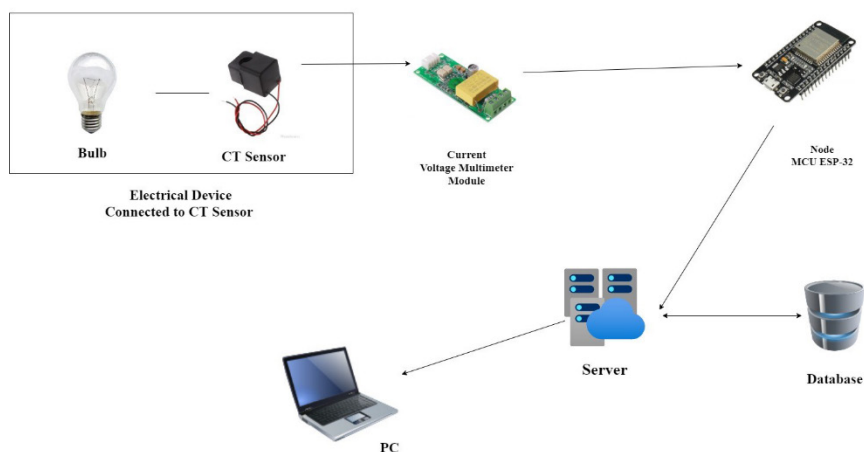 Bulb
CT Sensor
Electrical Device
Connected to CT Sensor
Current
Voltage Multimeter
Module
Node
MCU ESP-32
Server
Database
PC